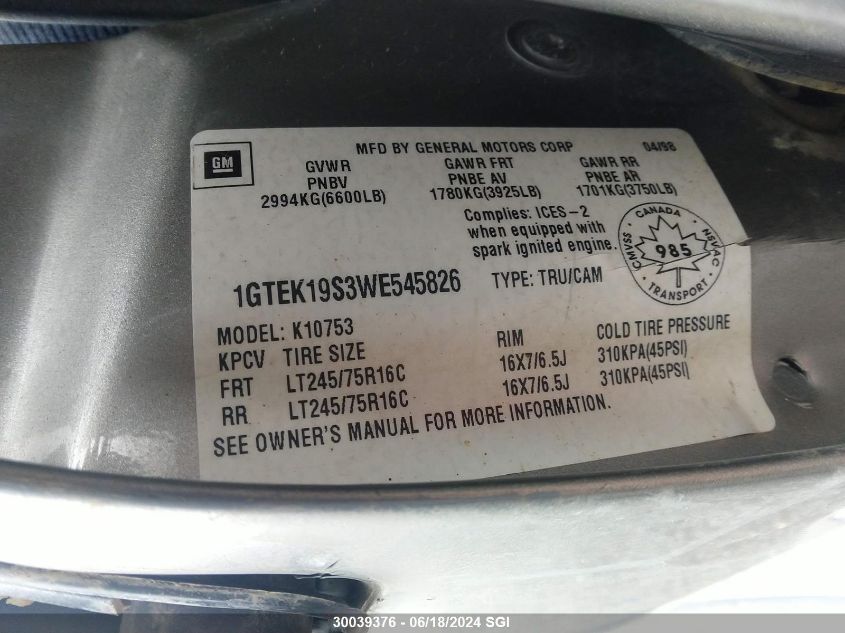 GM
MFD BY GENERAL MOTORS CORP 04/98
GVWR GAWR FRT GAWR RR
PNBV PNBE AV PNBE AR
2994KG(6600LB) 1780KG(3925LB) 1701KG(3750LB)
Complies: ICES-2
when equipped with
spark ignited engine.
CANADA
CMVSS 985 NSVAC
TRANSPORT
1GTEK19S3WE545826 TYPE: TRU/CAM
MODEL: K10753
KPCV TIRE SIZE RIM COLD TIRE PRESSURE
FRT LT245/75R16C 16X7/6.5J 310KPA(45PSI)
RR LT245/75R16C 16X7/6.5J 310KPA(45PSI)
SEE OWNER'S MANUAL FOR MORE INFORMATION.
30039376 - 06/18/2024 SGI